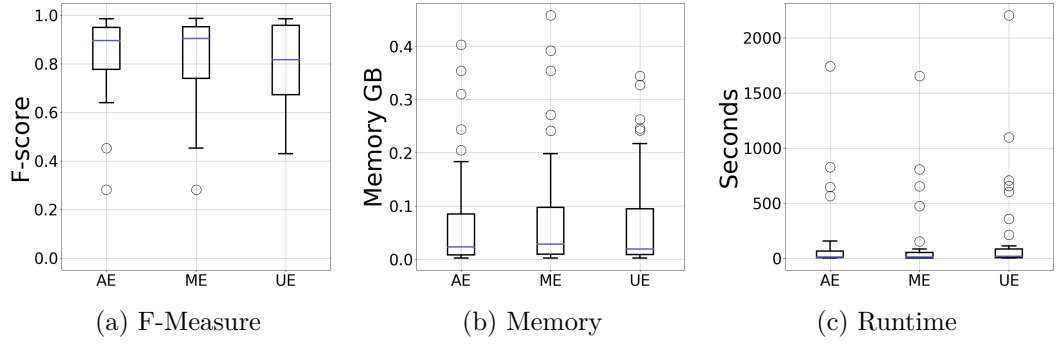 F-score
1.0
0.8
0.6
0.4
0.2
0.0
AE ME UE
(a) F-Measure
Memory GB
0.4
0.3
0.2
0.1
0.0
AE ME UE
(b) Memory
Seconds
2000
1500
1000
500
0
AE ME UE
(c) Runtime